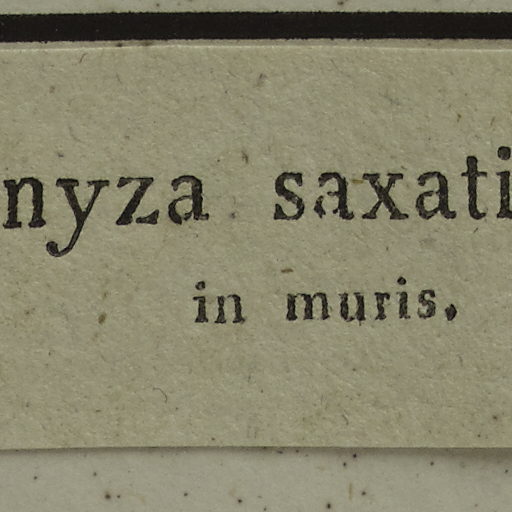 nyza saxati
in muris.